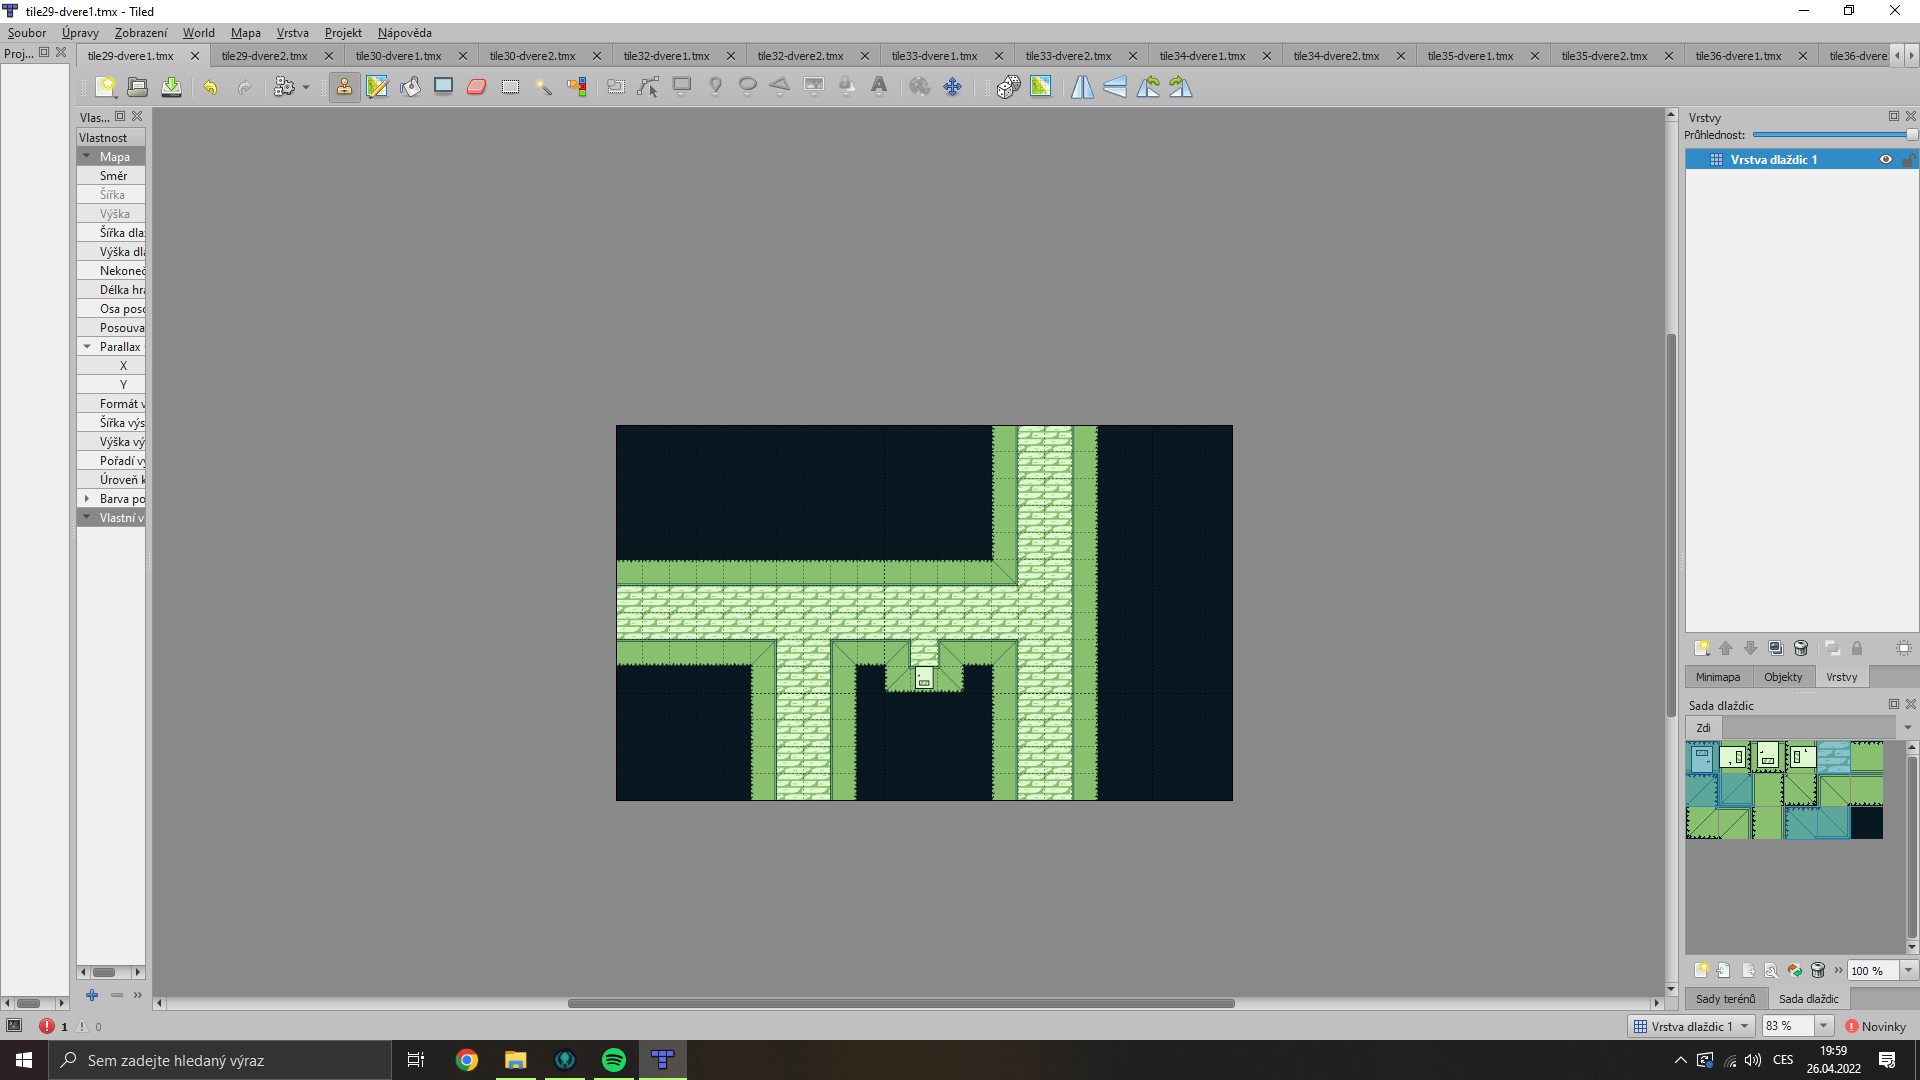 tile29-dvere1.tmx - Tiled
Soubor Úpravy Zobrazení World Mapa Vrstva Projekt Nápověda
Proj...
tile29-dvere1.tmx tile29-dvere2.tmx tile30-dvere1.tmx tile30-dvere2.tmx tile32-dvere1.tmx tile32-dvere2.tmx tile33-dvere1.tmx tile33-dvere2.tmx tile34-dvere1.tmx tile34-dvere2.tmx tile35-dvere1.tmx tile35-dvere2.tmx tile36-dvere1.tmx tile36-dvere
Vlas...
Vlastnost
Mapa
Směr
Šířka
Výška
Šířka dla
Výška dla
Nekoneč
Délka hra
Osa poso
Posouva
Parallax
X
Y
Formát v
Šířka výs
Výška vý
Pořadí vy
Úroveň k
Barva po
Vlastní v
Vrstvy
Průhlednost:
Vrstva dlaždic 1
Minimapa Objekty Vrstvy
Sada dlaždic
Zdi
100 %
Sady terénů Sada dlaždic
1 0
Vrstva dlaždic 1 83 % Novinky
Sem zadejte hledaný výraz
CES
19:59
26.04.2022